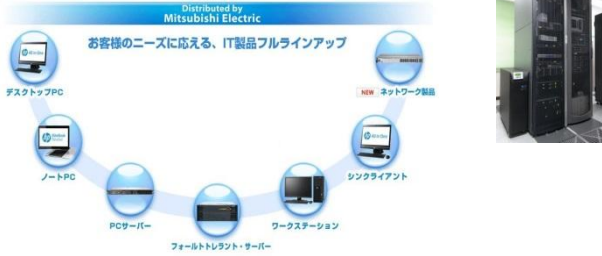 Distributed by
Mitsubishi Electric
お客様のニーズに応える、IT製品フルラインアップ
デスクトップPC
NEW ネットワーク製品
ノートPC
シンクライアント
PCサーバー
ワークステーション
フォールトトレラント・サーバー